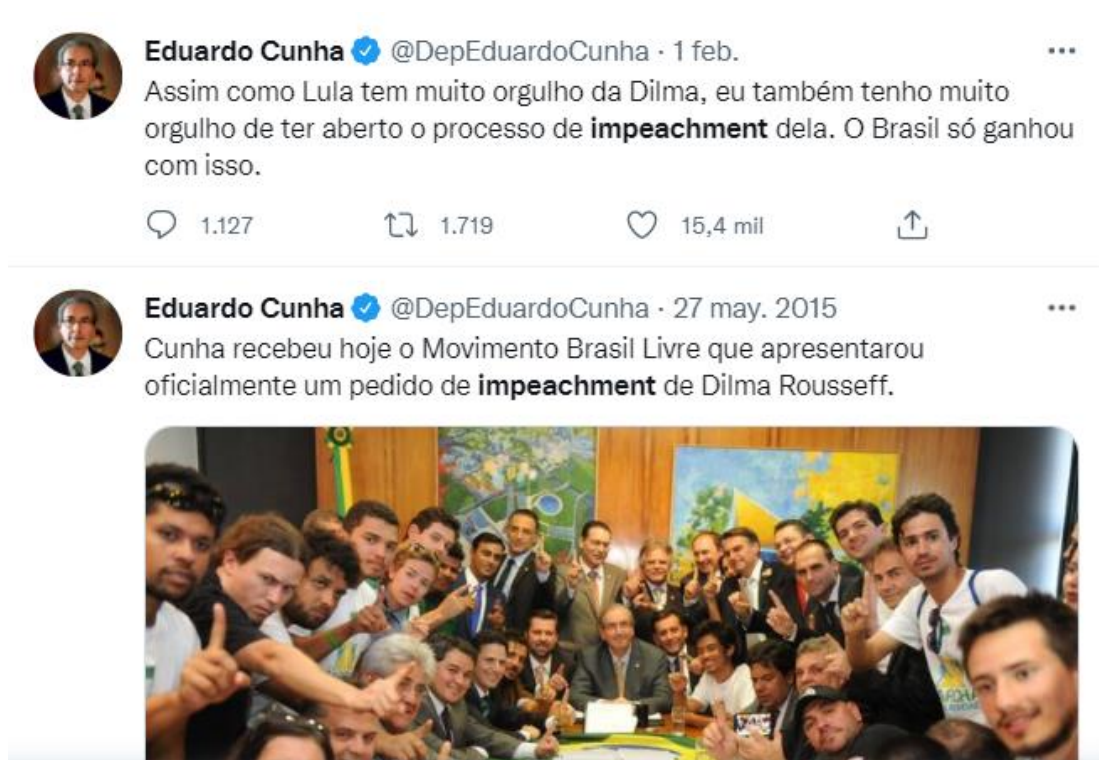 Eduardo Cunha @DepEduardoCunha · 1 feb.
Assim como Lula tem muito orgulho da Dilma, eu também tenho muito
orgulho de ter aberto o processo de impeachment dela. O Brasil só ganhou
com isso.
1.127 1.719 15,4 mil
Eduardo Cunha @DepEduardoCunha · 27 may. 2015
Cunha recebeu hoje o Movimento Brasil Livre que apresentarou
oficialmente um pedido de impeachment de Dilma Rousseff.